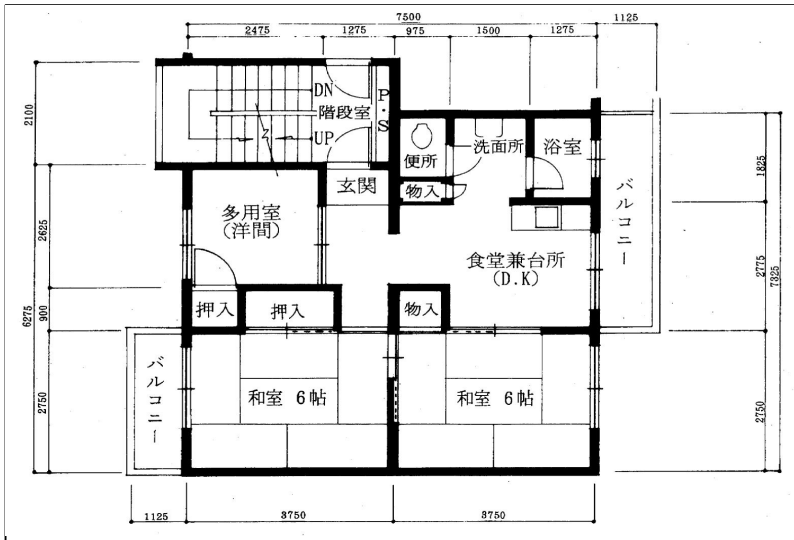 7500
1125
2475
1275
975
1500
1275
2100
DN
階段室
UP
P・S
便所
洗面所
浴室
玄関
物入
1825
バルコニー
多用室
(洋間)
2625
食堂兼台所
(D.K)
2775
7325
6275
900
押入
押入
物入
バルコニー
和室 6帖
和室 6帖
2750
2750
1125
3750
3750